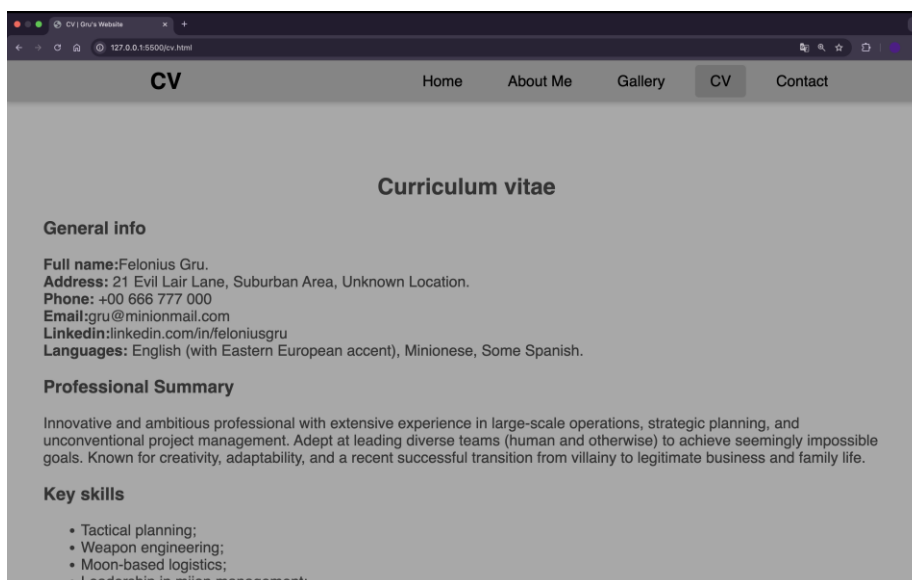 CV | Gru's Website
127.0.0.1:5500/cv.html
CV
Home About Me Gallery CV Contact
Curriculum vitae
General info
Full name:Felonius Gru.
Address: 21 Evil Lair Lane, Suburban Area, Unknown Location.
Phone: +00 666 777 000
Email:gru@minionmail.com
Linkedin:linkedin.com/in/feloniusgru
Languages: English (with Eastern European accent), Minionese, Some Spanish.
Professional Summary
Innovative and ambitious professional with extensive experience in large-scale operations, strategic planning, and
unconventional project management. Adept at leading diverse teams (human and otherwise) to achieve seemingly impossible
goals. Known for creativity, adaptability, and a recent successful transition from villainy to legitimate business and family life.
Key skills
• Tactical planning;
• Weapon engineering;
• Moon-based logistics;
• Leadership in miion management;